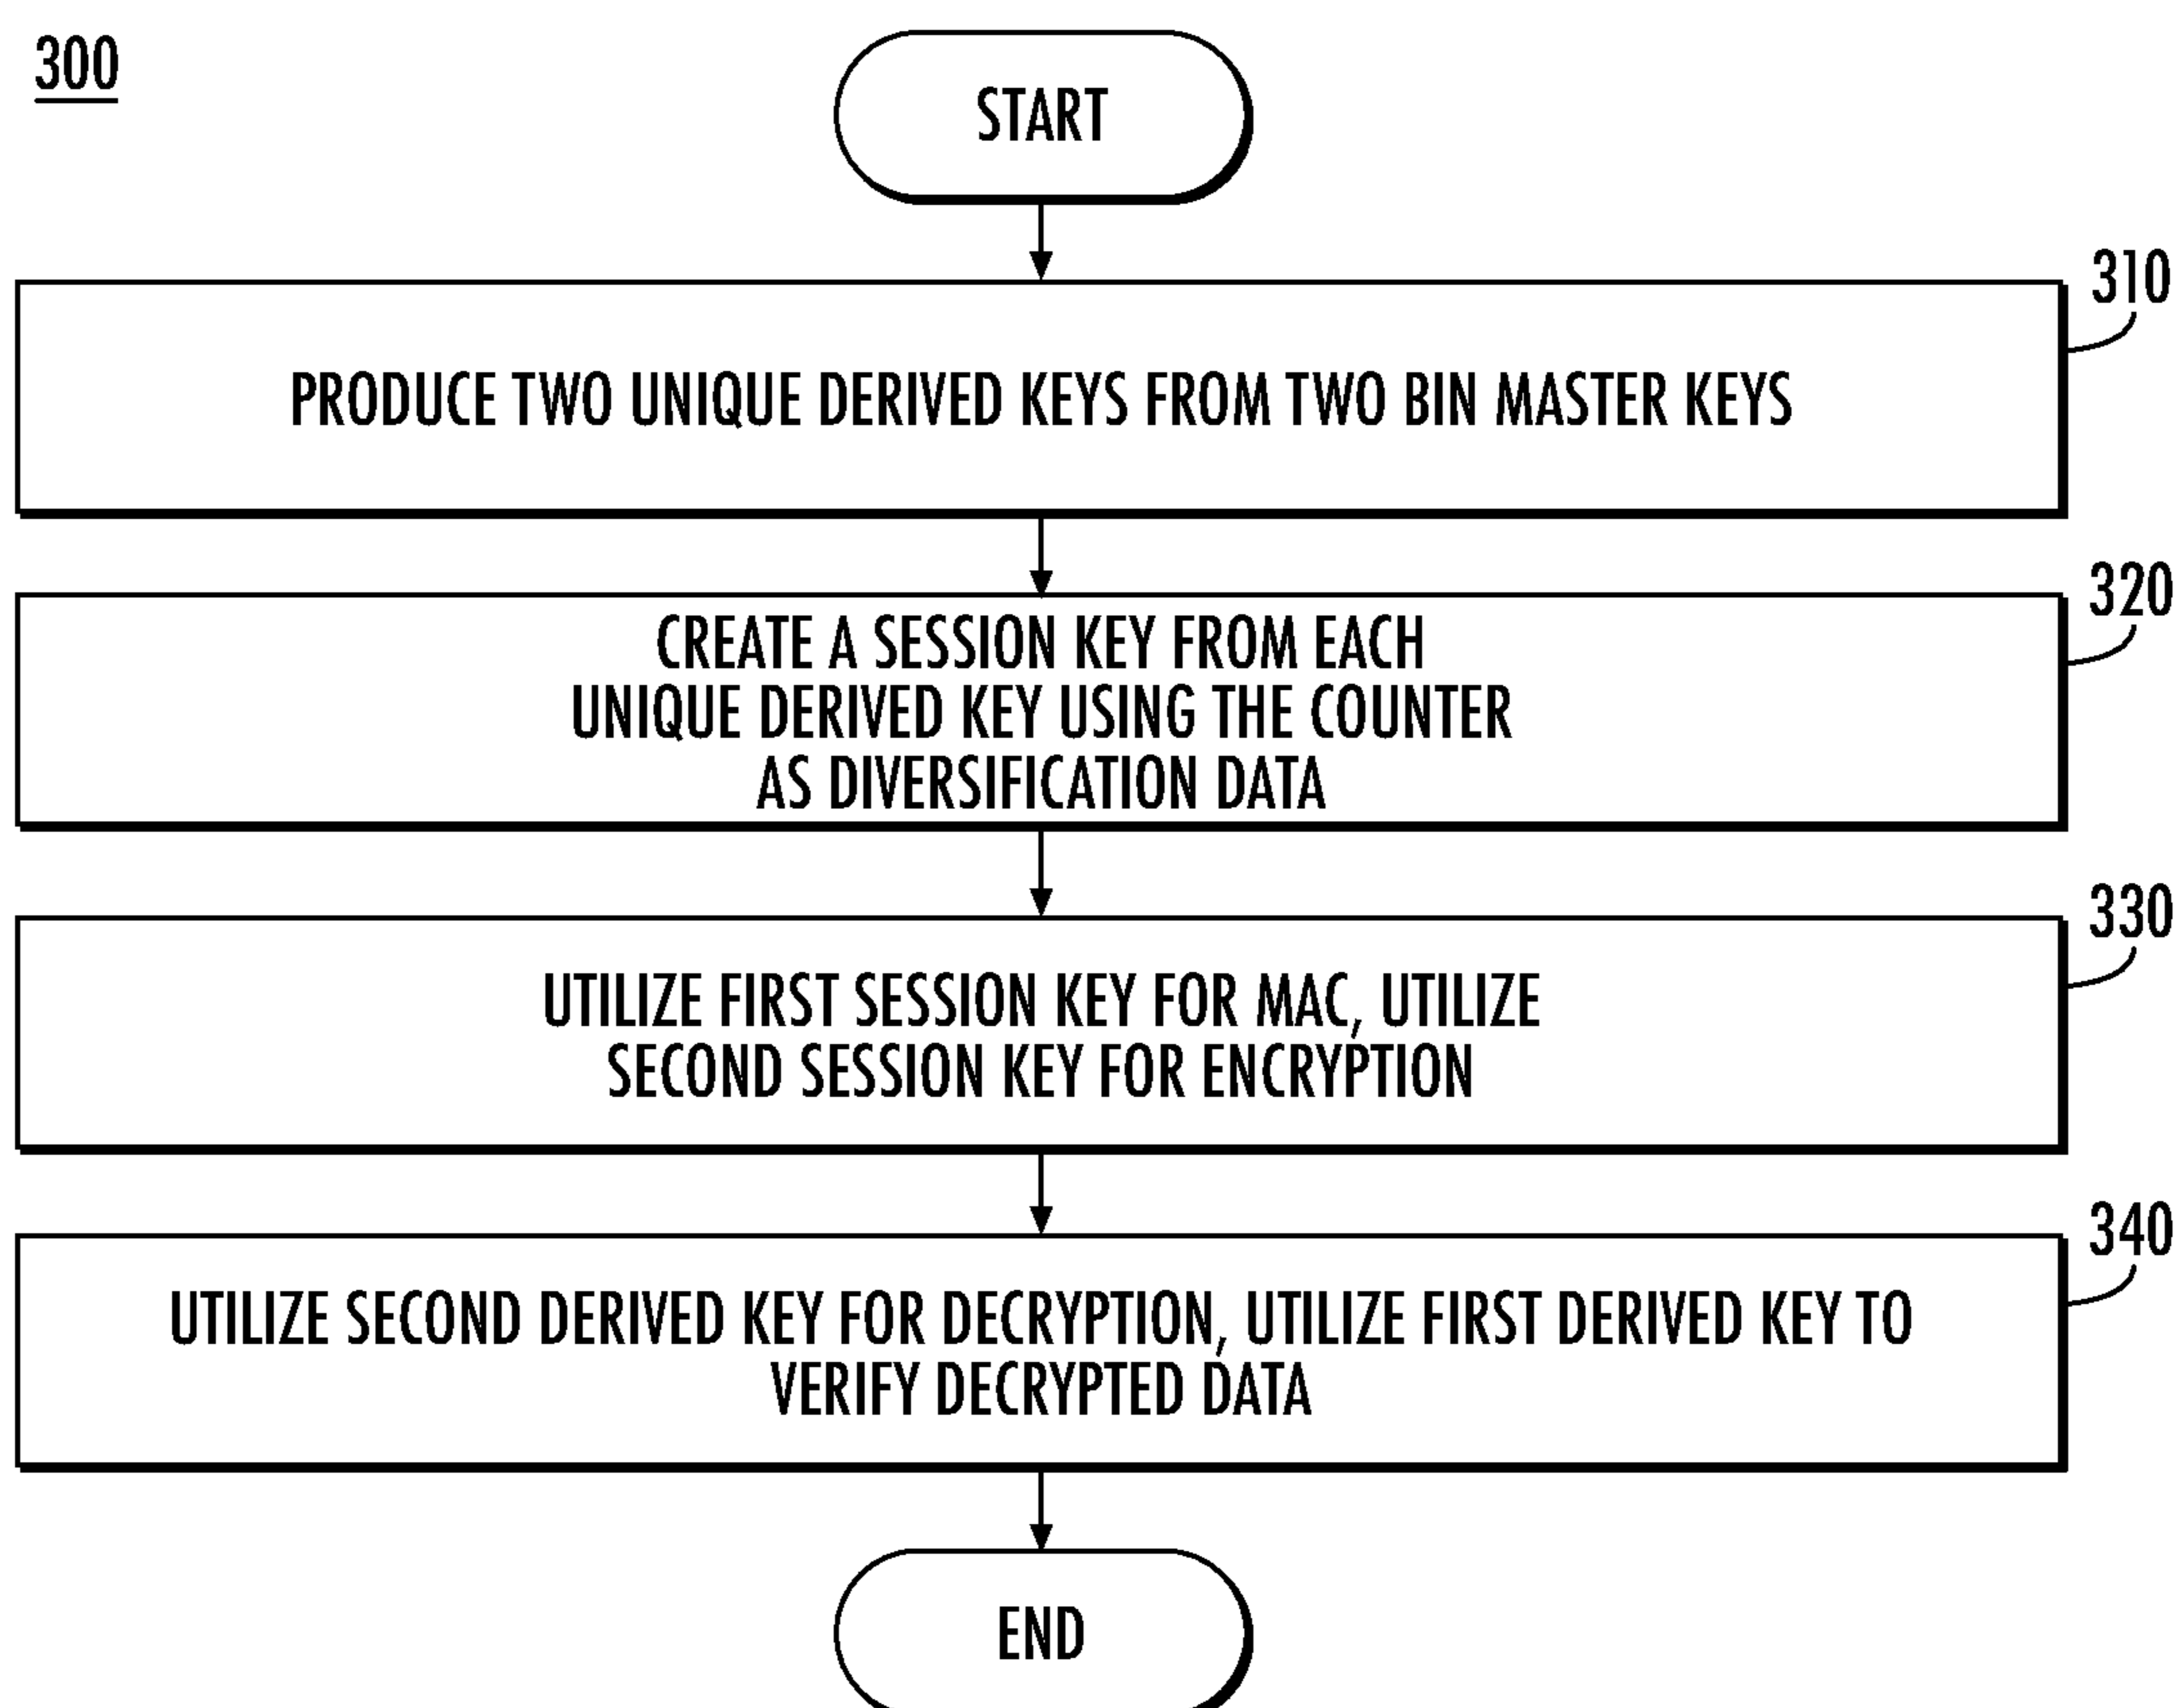 300
START
310
PRODUCE TWO UNIQUE DERIVED KEYS FROM TWO BIN MASTER KEYS
320
CREATE A SESSION KEY FROM EACH
UNIQUE DERIVED KEY USING THE COUNTER
AS DIVERSIFICATION DATA
330
UTILIZE FIRST SESSION KEY FOR MAC, UTILIZE
SECOND SESSION KEY FOR ENCRYPTION
340
UTILIZE SECOND DERIVED KEY FOR DECRYPTION, UTILIZE FIRST DERIVED KEY TO
VERIFY DECRYPTED DATA
END